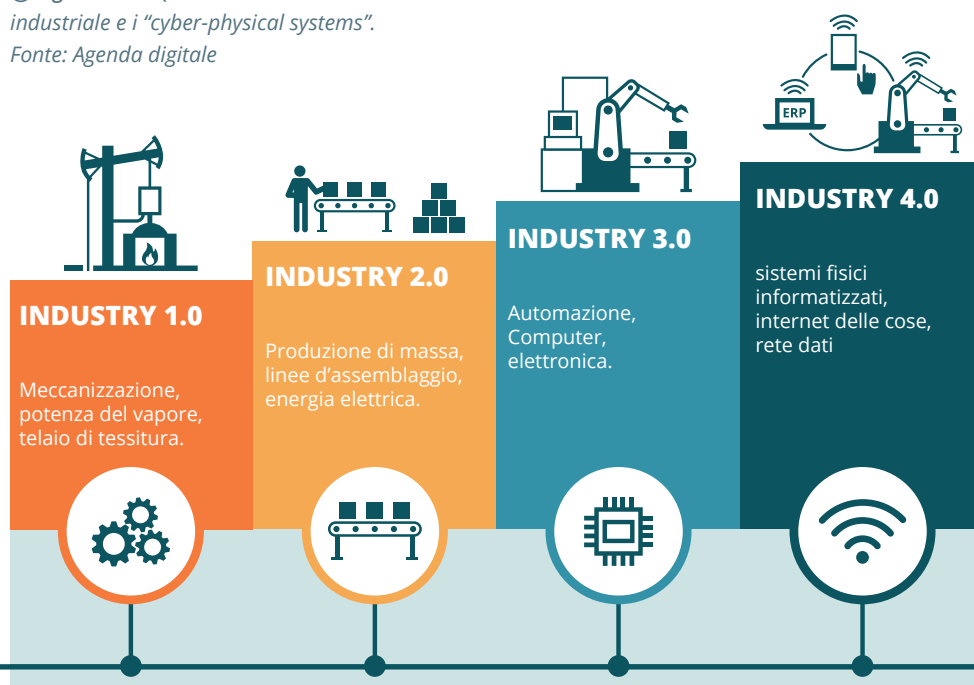 industriale e i “cyber-physical systems”.
Fonte: Agenda digitale
ERP
INDUSTRY 1.0
Meccanizzazione,
potenza del vapore,
telaio di tessitura.
INDUSTRY 2.0
Produzione di massa,
linee d’assemblaggio,
energia elettrica.
INDUSTRY 3.0
Automazione,
Computer,
elettronica.
INDUSTRY 4.0
sistemi fisici
informatizzati,
internet delle cose,
rete dati